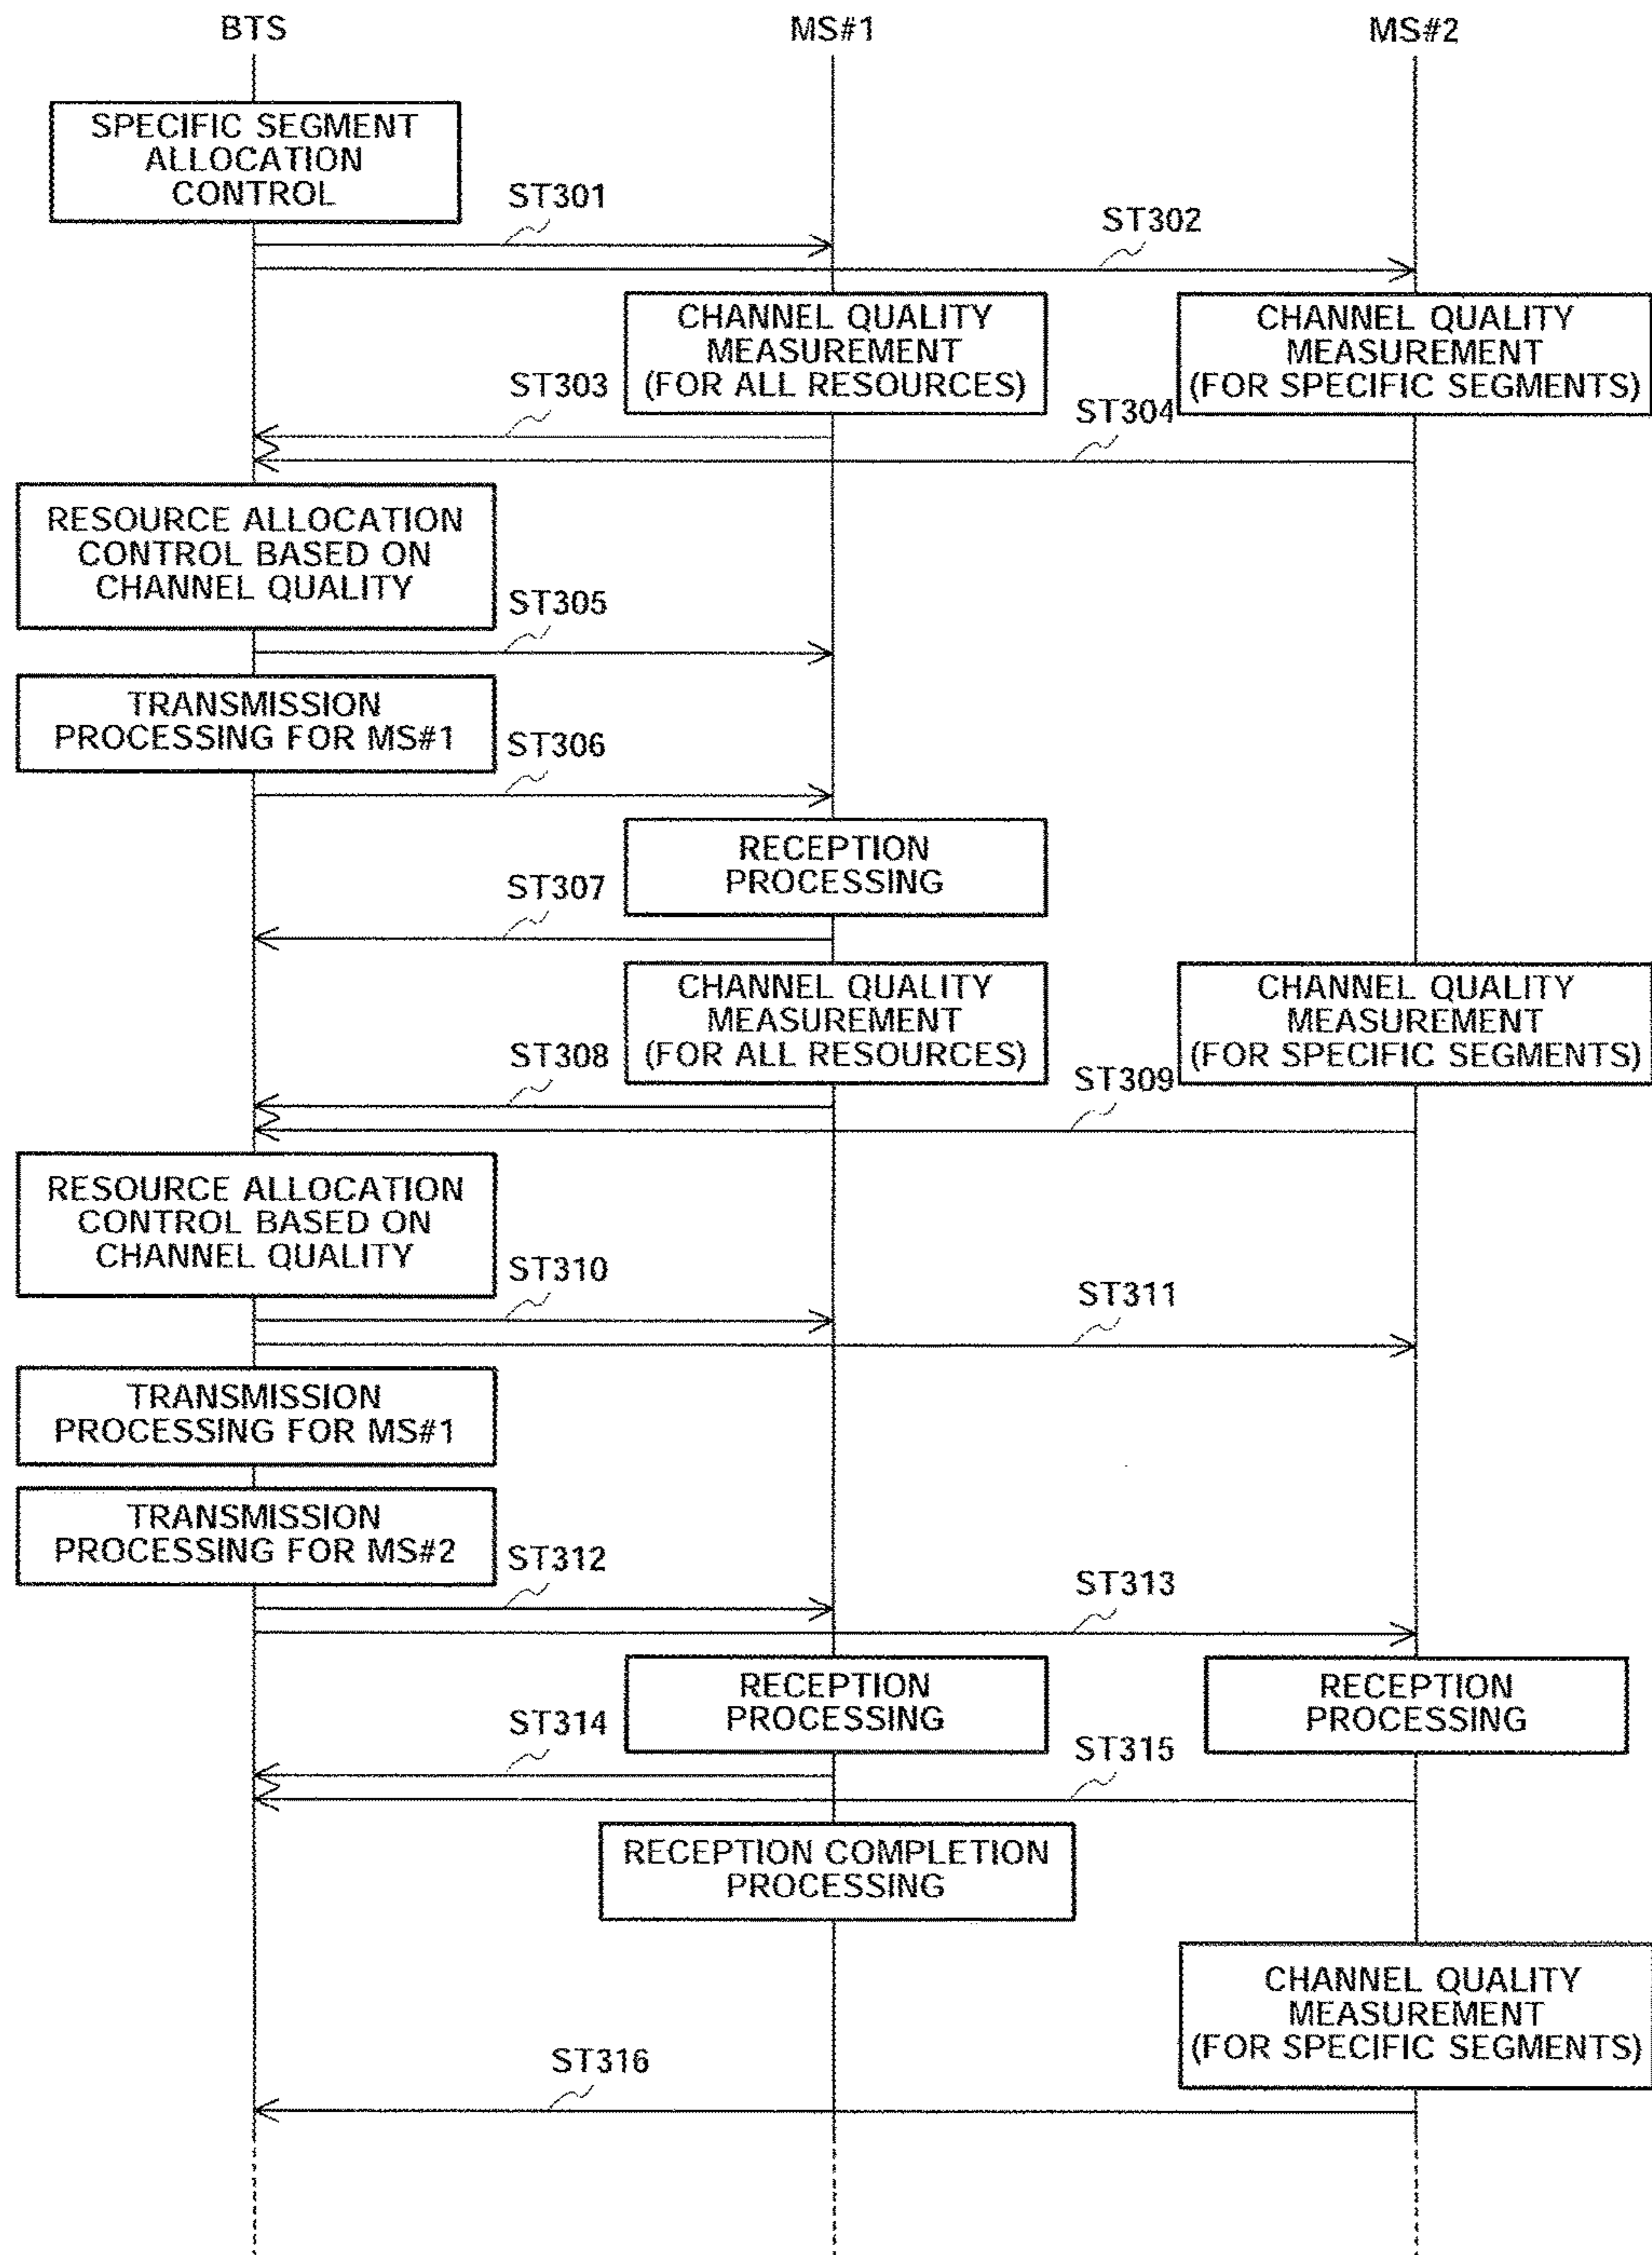 BTS
MS#1
MS#2
SPECIFIC SEGMENT
ALLOCATION
CONTROL
ST301
ST302
CHANNEL QUALITY
MEASUREMENT
(FOR ALL RESOURCES)
CHANNEL QUALITY
MEASUREMENT
(FOR SPECIFIC SEGMENTS)
ST303
ST304
RESOURCE ALLOCATION
CONTROL BASED ON
CHANNEL QUALITY
ST305
TRANSMISSION
PROCESSING FOR MS#1
ST306
RECEPTION
PROCESSING
ST307
CHANNEL QUALITY
MEASUREMENT
(FOR ALL RESOURCES)
CHANNEL QUALITY
MEASUREMENT
(FOR SPECIFIC SEGMENTS)
ST308
ST309
RESOURCE ALLOCATION
CONTROL BASED ON
CHANNEL QUALITY
ST310
ST311
TRANSMISSION
PROCESSING FOR MS#1
TRANSMISSION
PROCESSING FOR MS#2
ST312
ST313
RECEPTION
PROCESSING
RECEPTION
PROCESSING
ST314
ST315
RECEPTION COMPLETION
PROCESSING
CHANNEL QUALITY
MEASUREMENT
(FOR SPECIFIC SEGMENTS)
ST316